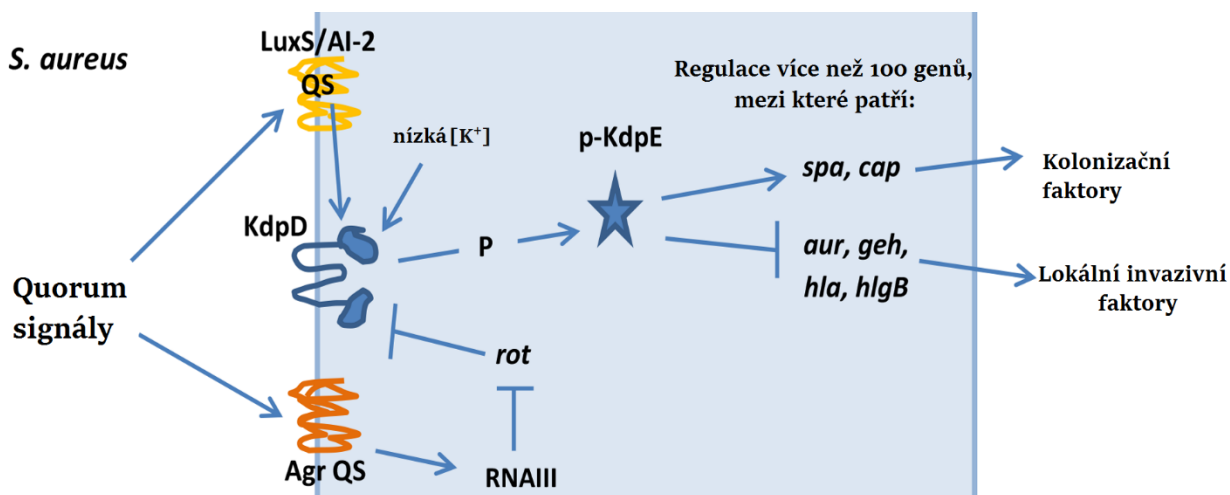 S. aureus
LuxS/AI-2
QS
Regulace více než 100 genů,
mezi které patří:
nízká [K⁺]
p-KdpE
spa, cap
Kolonizační
faktory
KdpD
P
aur, geh,
hla, hlgB
Lokální invazivní
faktory
Quorum
signály
rot
Agr QS
RNAIII